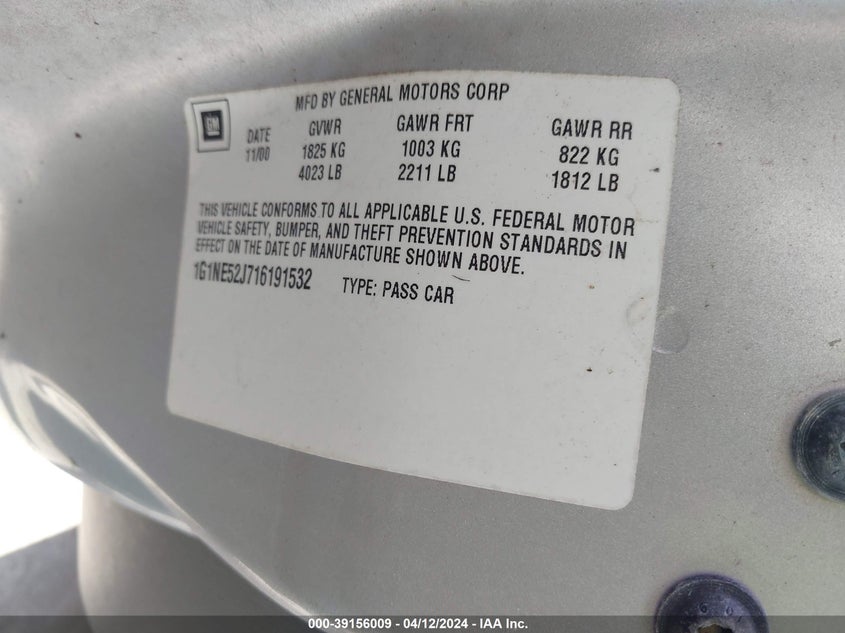 MFD BY GENERAL MOTORS CORP
GM
DATE GVWR GAWR FRT GAWR RR
11/00 1825 KG 1003 KG 822 KG
4023 LB 2211 LB 1812 LB
THIS VEHICLE CONFORMS TO ALL APPLICABLE U.S. FEDERAL MOTOR
VEHICLE SAFETY, BUMPER, AND THEFT PREVENTION STANDARDS IN
EFFECT ON THE DATE OF MANUFACTURE SHOWN ABOVE.
1G1NE52J716191532 TYPE: PASS CAR
000-39156009 - 04/12/2024 - IAA Inc.